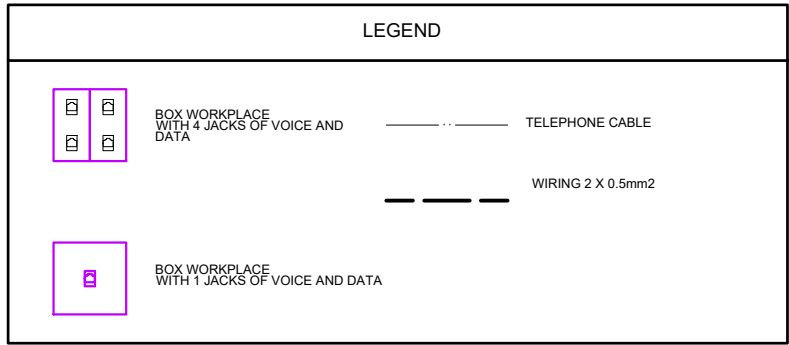 LEGEND
BOX WORKPLACE
WITH 4 JACKS OF VOICE AND
DATA
TELEPHONE CABLE
WIRING 2 X 0.5mm2
BOX WORKPLACE
WITH 1 JACKS OF VOICE AND DATA